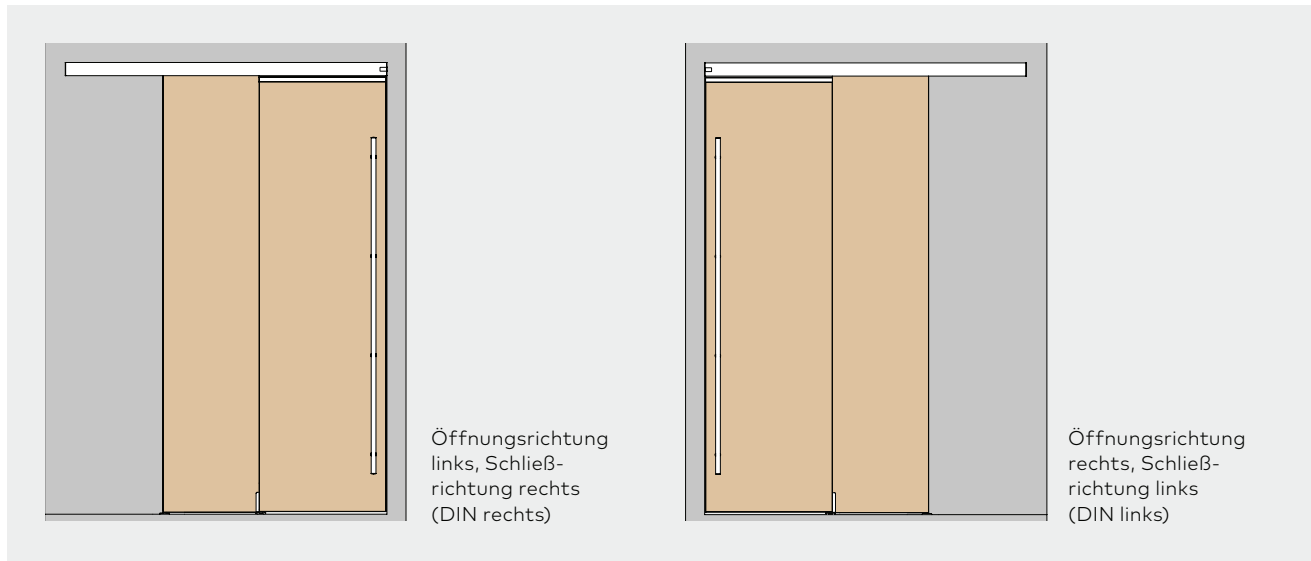 Öffnungsrichtung
links, Schließ-
richtung rechts
(DIN rechts)
Öffnungsrichtung
rechts, Schließ-
richtung links
(DIN links)